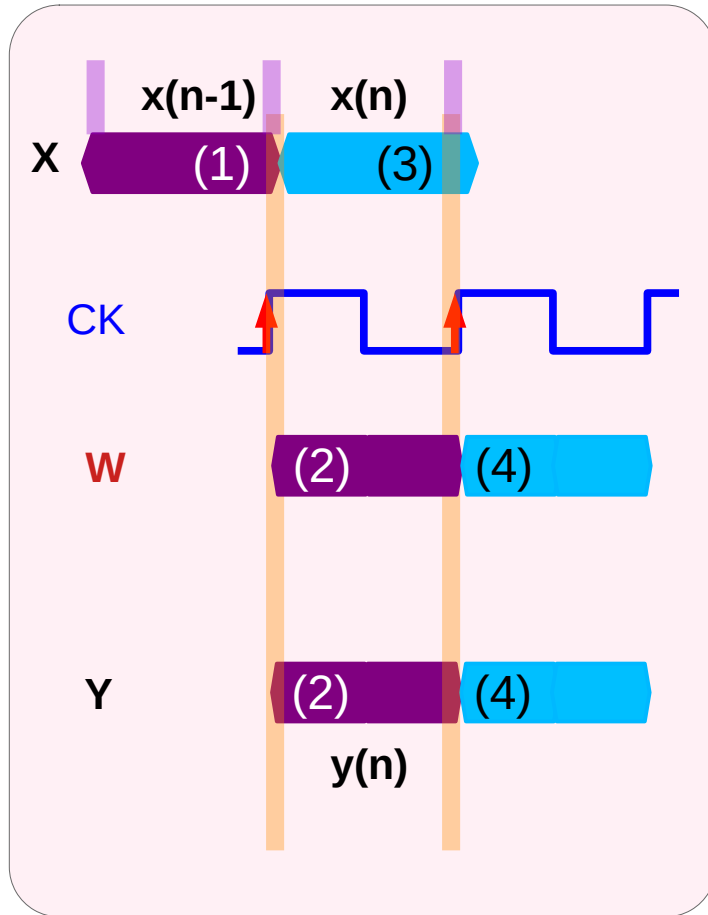 x(n-1) x(n)
X (1) (3)
CK
W (2) (4)
Y (2) (4)
y(n)